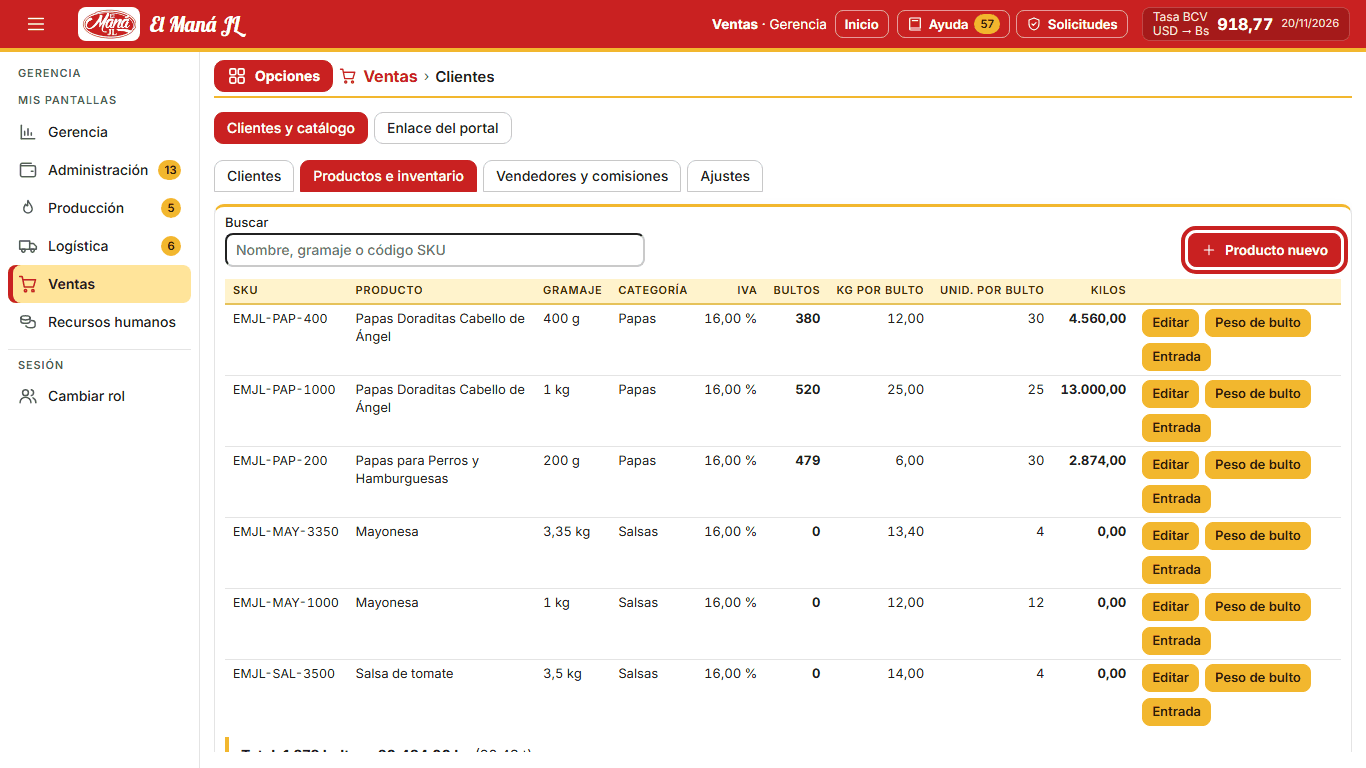 El Maná JL
Ventas · Gerencia
Inicio
Ayuda 57
Solicitudes
Tasa BCV
USD → Bs
918,77
20/11/2026
GERENCIA
MIS PANTALLAS
Gerencia
Administración 13
Producción 5
Logística 6
Ventas
Recursos humanos
SESIÓN
Cambiar rol
Opciones
Ventas › Clientes
Clientes y catálogo
Enlace del portal
Clientes
Productos e inventario
Vendedores y comisiones
Ajustes
Buscar
Nombre, gramaje o código SKU
+ Producto nuevo
SKU PRODUCTO GRAMAJE CATEGORÍA IVA BULTOS KG POR BULTO UNID. POR BULTO KILOS
EMJL-PAP-400 Papas Doraditas Cabello de Ángel 400 g Papas 16,00 % 380 12,00 30 4.560,00 Editar Peso de bulto
Entrada
EMJL-PAP-1000 Papas Doraditas Cabello de Ángel 1 kg Papas 16,00 % 520 25,00 25 13.000,00 Editar Peso de bulto
Entrada
EMJL-PAP-200 Papas para Perros y Hamburguesas 200 g Papas 16,00 % 479 6,00 30 2.874,00 Editar Peso de bulto
Entrada
EMJL-MAY-3350 Mayonesa 3,35 kg Salsas 16,00 % 0 13,40 4 0,00 Editar Peso de bulto
Entrada
EMJL-MAY-1000 Mayonesa 1 kg Salsas 16,00 % 0 12,00 12 0,00 Editar Peso de bulto
Entrada
EMJL-SAL-3500 Salsa de tomate 3,5 kg Salsas 16,00 % 0 14,00 4 0,00 Editar Peso de bulto
Entrada